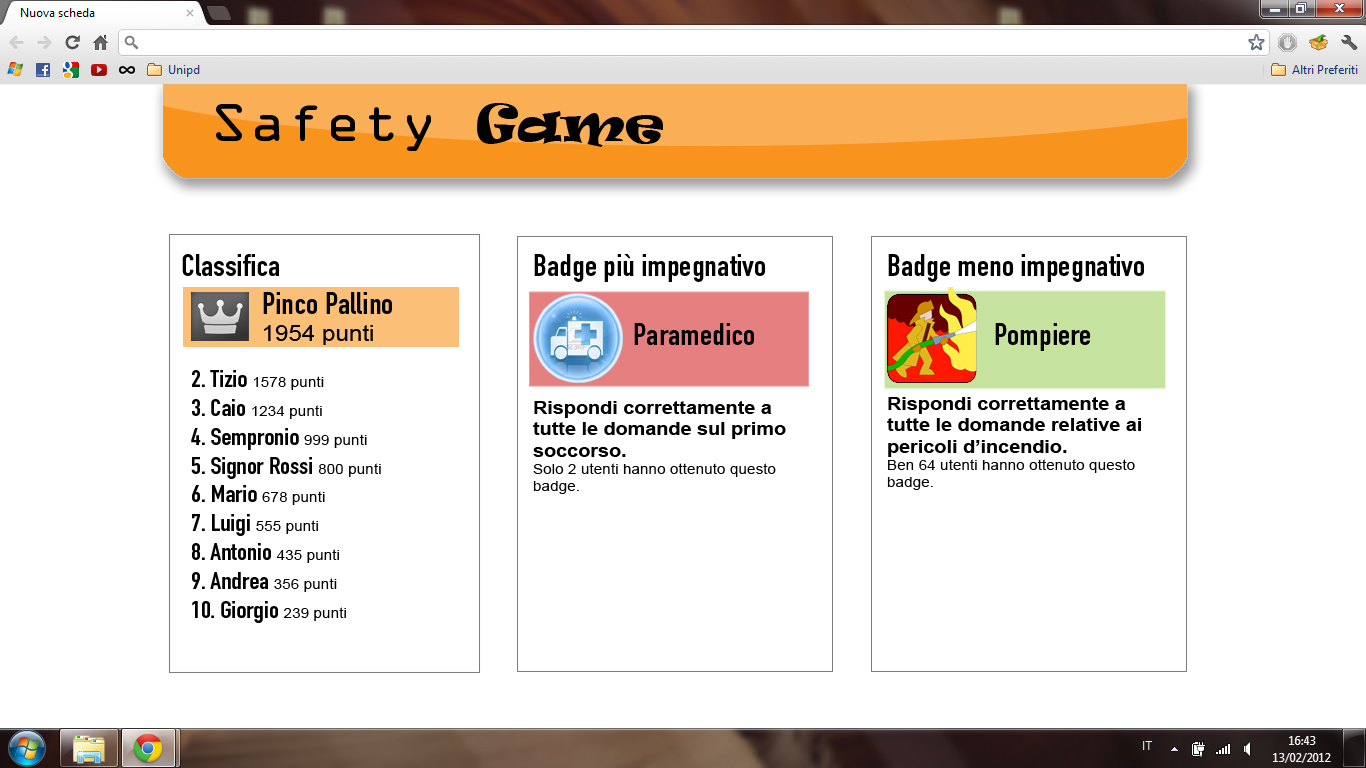 Nuova scheda
Unipd
Altri Preferiti
Safety Game
Classifica
Pinco Pallino
1954 punti
2. Tizio 1578 punti
3. Caio 1234 punti
4. Sempronio 999 punti
5. Signor Rossi 800 punti
6. Mario 678 punti
7. Luigi 555 punti
8. Antonio 435 punti
9. Andrea 356 punti
10. Giorgio 239 punti
Badge più impegnativo
Paramedico
Rispondi correttamente a
tutte le domande sul primo
soccorso.
Solo 2 utenti hanno ottenuto questo
badge.
Badge meno impegnativo
Pompiere
Rispondi correttamente a
tutte le domande relative ai
pericoli d’incendio.
Ben 64 utenti hanno ottenuto questo
badge.
IT
16:43
13/02/2012